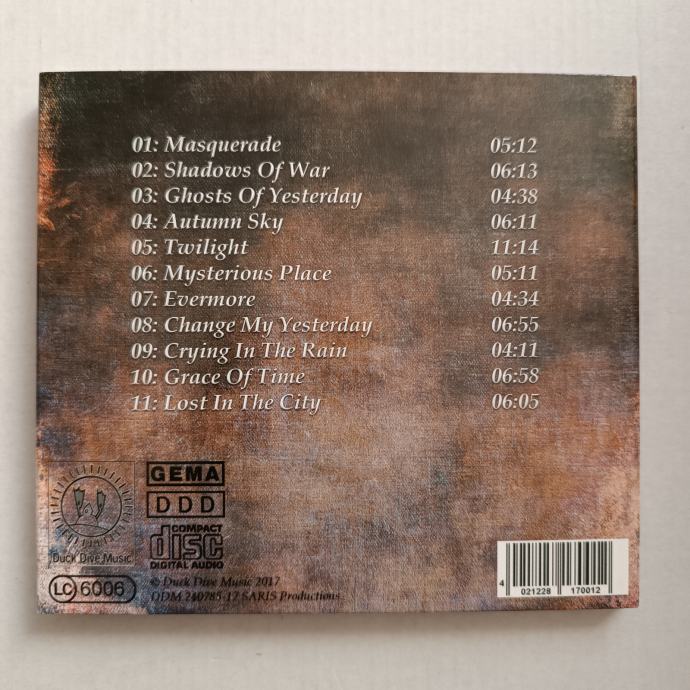 01: Masquerade 05:12
02: Shadows Of War 06:13
03: Ghosts Of Yesterday 04:38
04: Autumn Sky 06:11
05: Twilight 11:14
06: Mysterious Place 05:11
07: Evermore 04:34
08: Change My Yesterday 06:55
09: Crying In The Rain 04:11
10: Grace Of Time 06:58
11: Lost In The City 06:05
GEMA
DDD
COMPACT
disc
DIGITAL AUDIO
Duck Dive Music
LC 6006
© Duck Dive Music 2017
DDM 240785-17 SARIS Productions
4 021228 170012